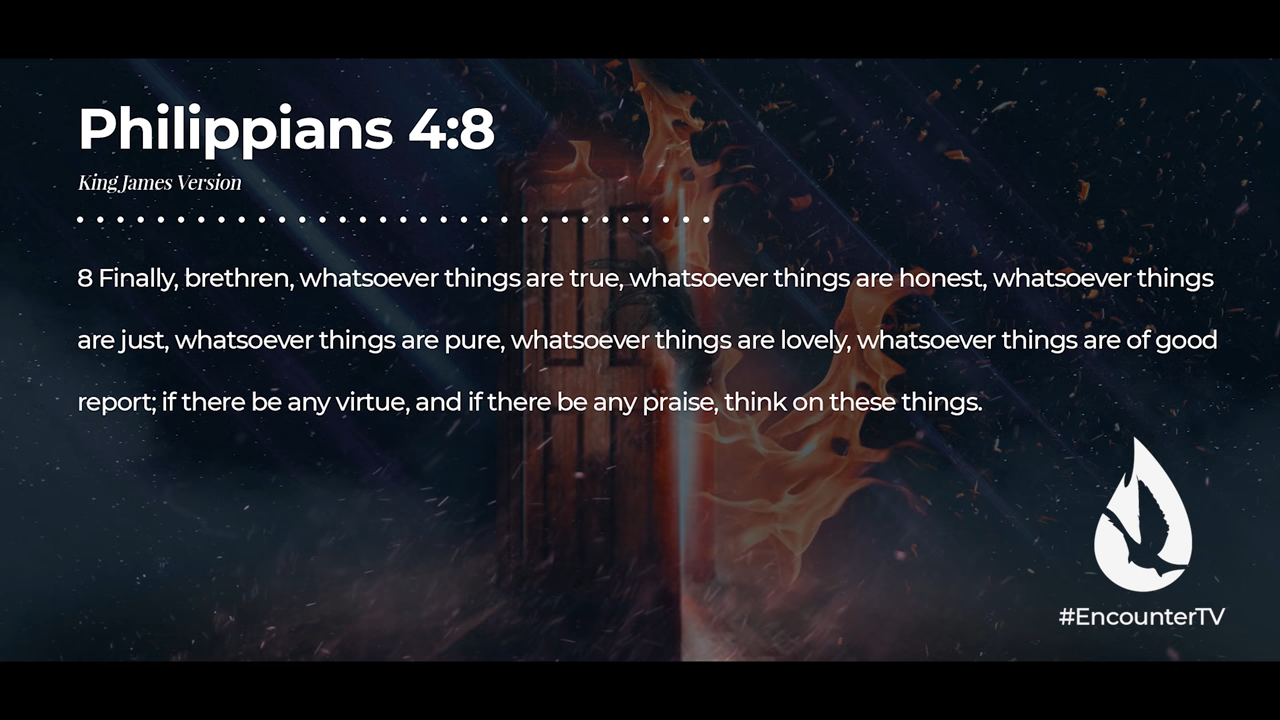 Philippians 4:8
King James Version
8 Finally, brethren, whatsoever things are true, whatsoever things are honest, whatsoever things
are just, whatsoever things are pure, whatsoever things are lovely, whatsoever things are of good
report; if there be any virtue, and if there be any praise, think on these things.
#EncounterTV